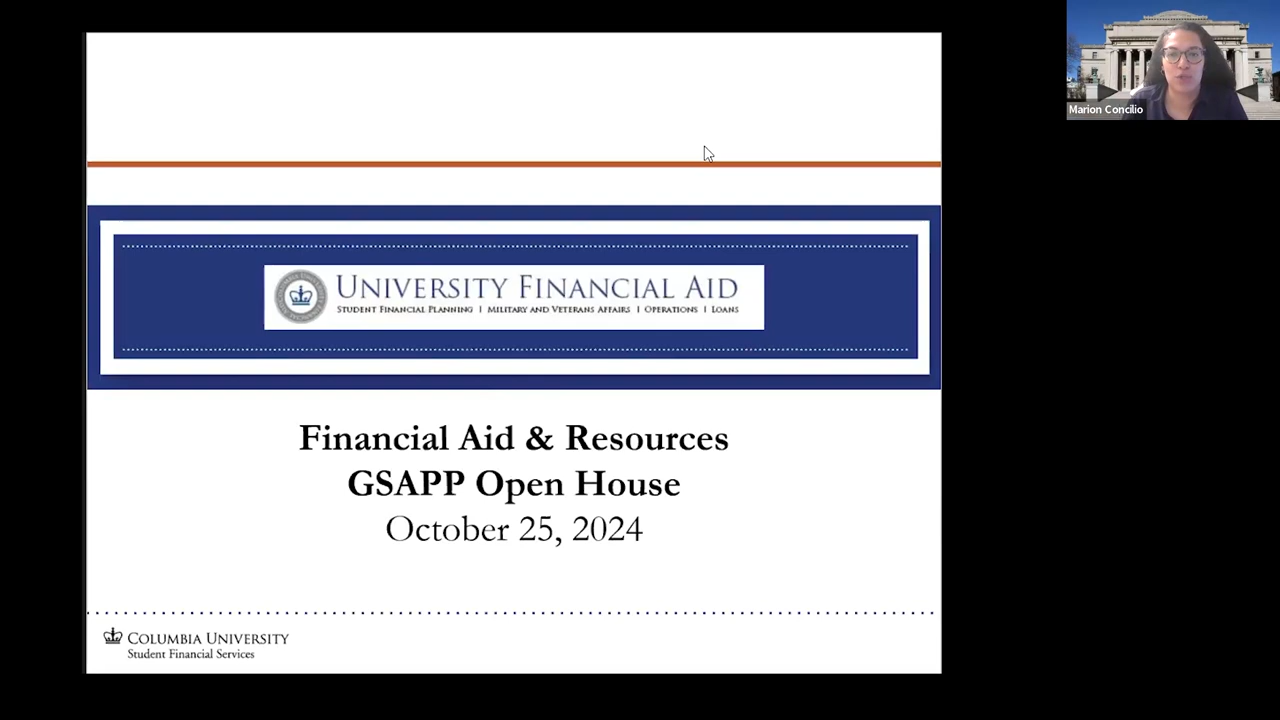 Marion Concilio
UNIVERSITY FINANCIAL AID
STUDENT FINANCIAL PLANNING | MILITARY AND VETERANS AFFAIRS | OPERATIONS | LOANS
Financial Aid & Resources
GSAPP Open House
October 25, 2024
COLUMBIA UNIVERSITY
Student Financial Services